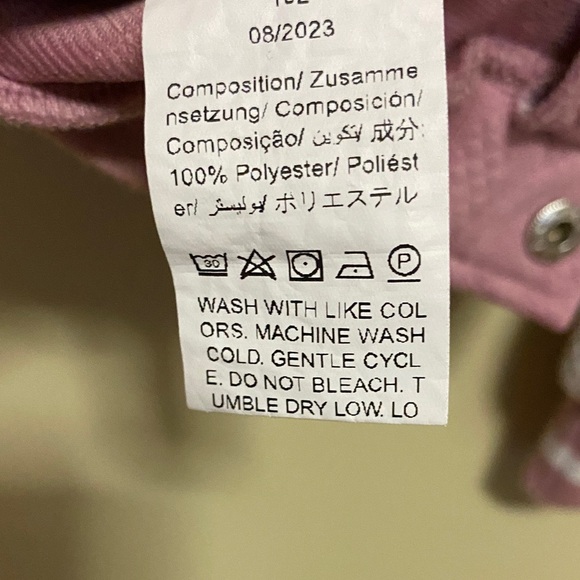 08/2023
Composition/ Zusamme
nsetzung/ Composición/
Composição/ تكوين/ 成分:
100% Polyester/ Poliést
er/ بوليستر/ ポリエステル
30 P
WASH WITH LIKE COL
ORS. MACHINE WASH
COLD. GENTLE CYCL
E. DO NOT BLEACH. T
UMBLE DRY LOW. LO